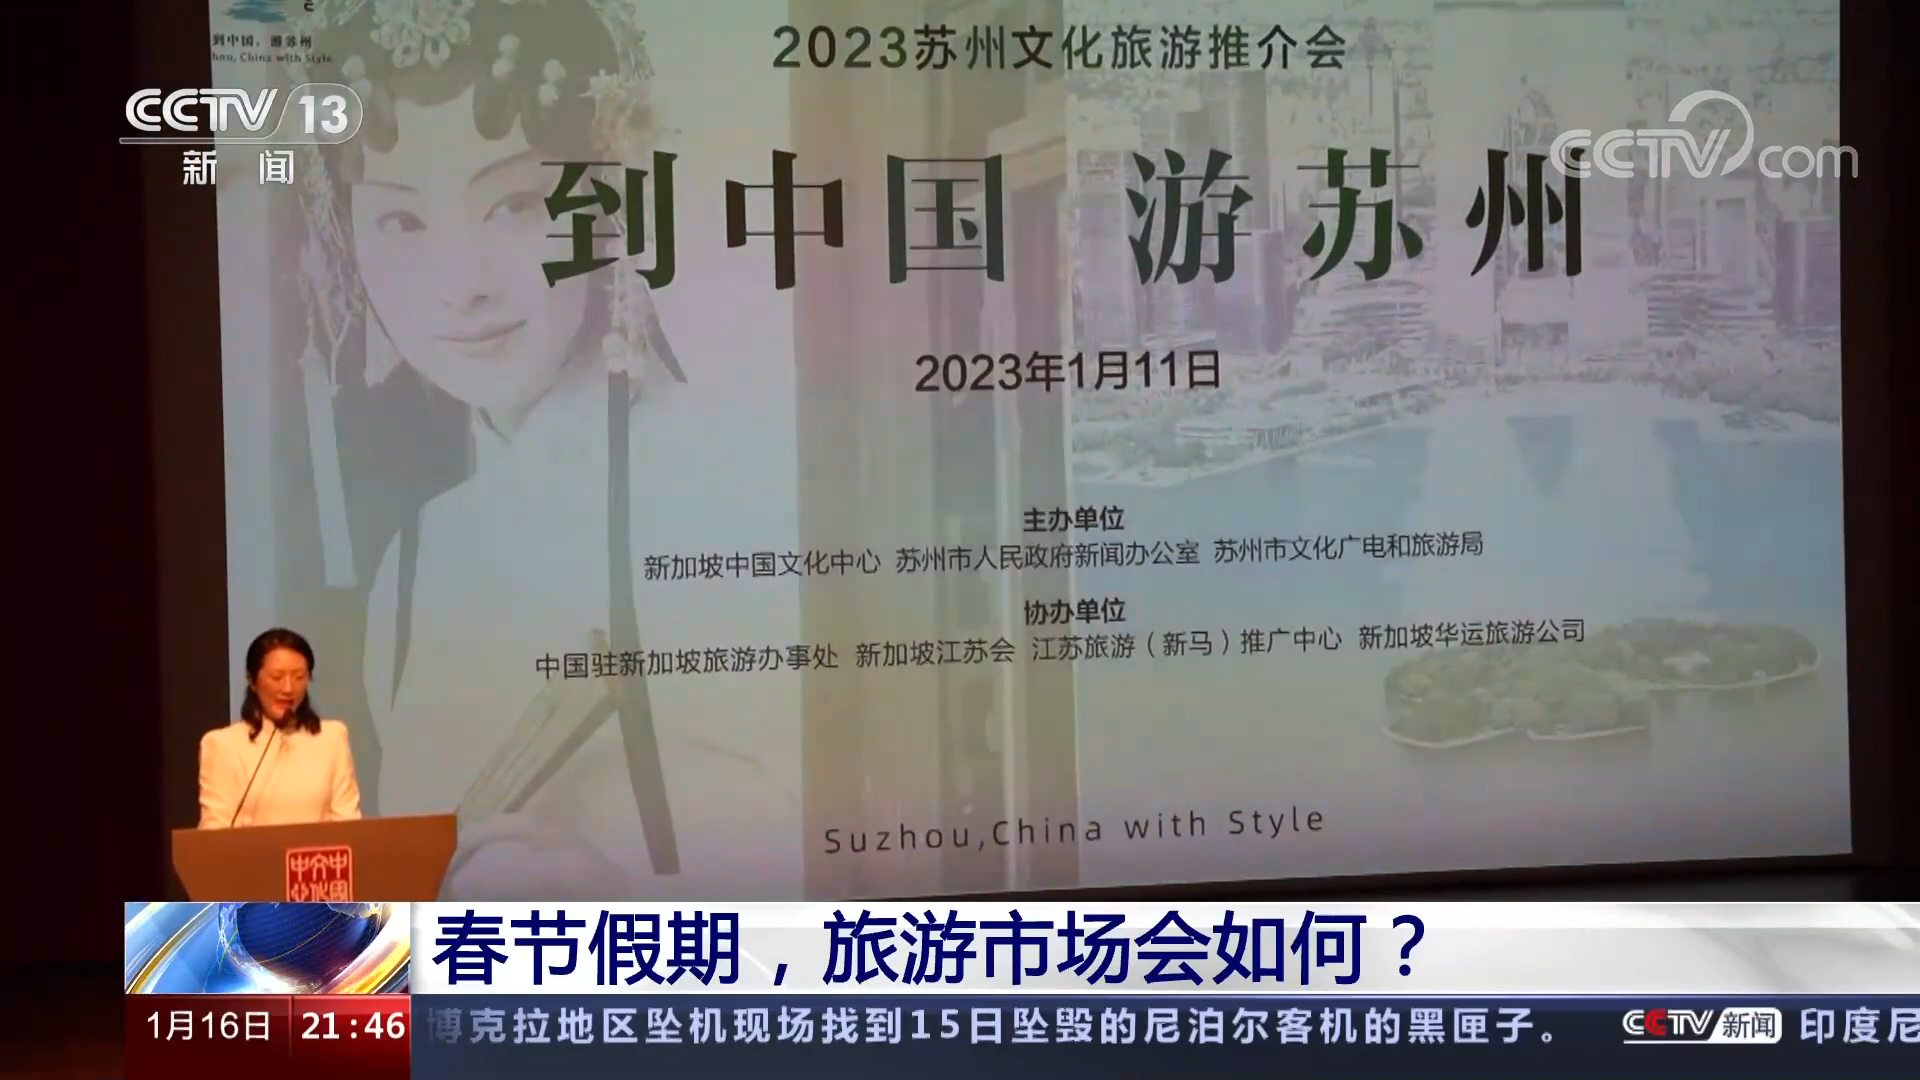 到中国，游苏州
hou, China with Style
2023苏州文化旅游推介会
CCTV 13
新闻
CCTV com
到中国 游苏州
2023年1月11日
主办单位
新加坡中国文化中心 苏州市人民政府新闻办公室 苏州市文化广电和旅游局
协办单位
中国驻新加坡旅游办事处 新加坡江苏会 江苏旅游（新马）推广中心 新加坡华运旅游公司
Suzhou,China with Style
春节假期，旅游市场会如何？
1月16日 21:46
博克拉地区坠机现场找到15日坠毁的尼泊尔客机的黑匣子。 CCTV新闻 印度尼